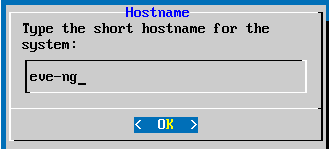 Hostname
Type the short hostname for the
system:
eve-ng_
< OK >